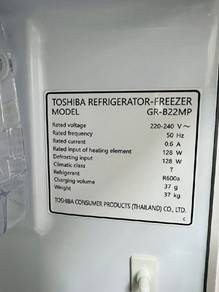 TOSHIBA REFRIGERATOR-FREEZER
MODEL GR-B22MP
Rated voltage 220-240 V~
Rated frequency 50 Hz
Rated current 0.6 A
Rated input of heating element 128 W
Defrosting input 128 W
Climatic class T
Refrigerant R600a
Charging volume 37 g
Weight 37 kg
TOSHIBA CONSUMER PRODUCTS (THAILAND) CO., LTD.
C